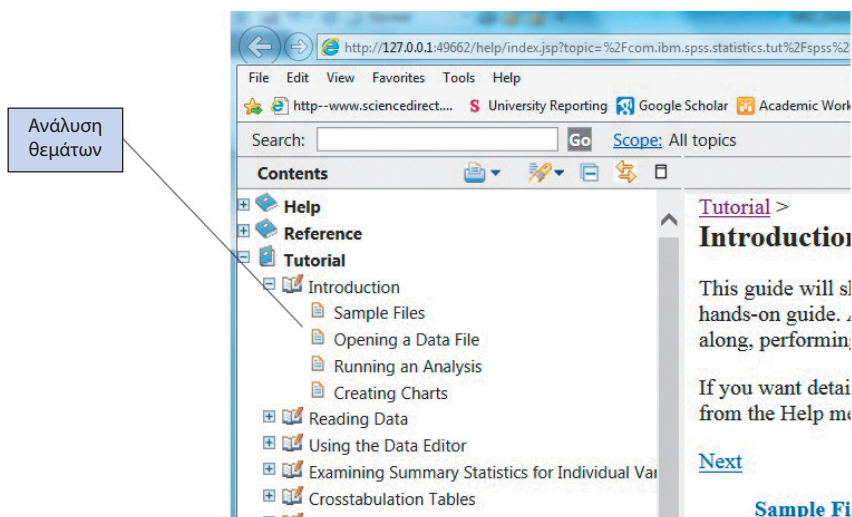 Ανάλυση
θεμάτων
http://127.0.0.1:49662/help/index.jsp?topic=%2Fcom.ibm.spss.statistics.tut%2Fspss%2
File Edit View Favorites Tools Help
http--www.sciencedirect.... University Reporting Google Scholar Academic Work
Search: Go Scope: All topics
Contents
Help
Reference
Tutorial
Introduction
Sample Files
Opening a Data File
Running an Analysis
Creating Charts
Reading Data
Using the Data Editor
Examining Summary Statistics for Individual Var
Crosstabulation Tables
Tutorial >
Introduction
This guide will sl
hands-on guide.
along, performing
If you want detai
from the Help me
Next
Sample Fi